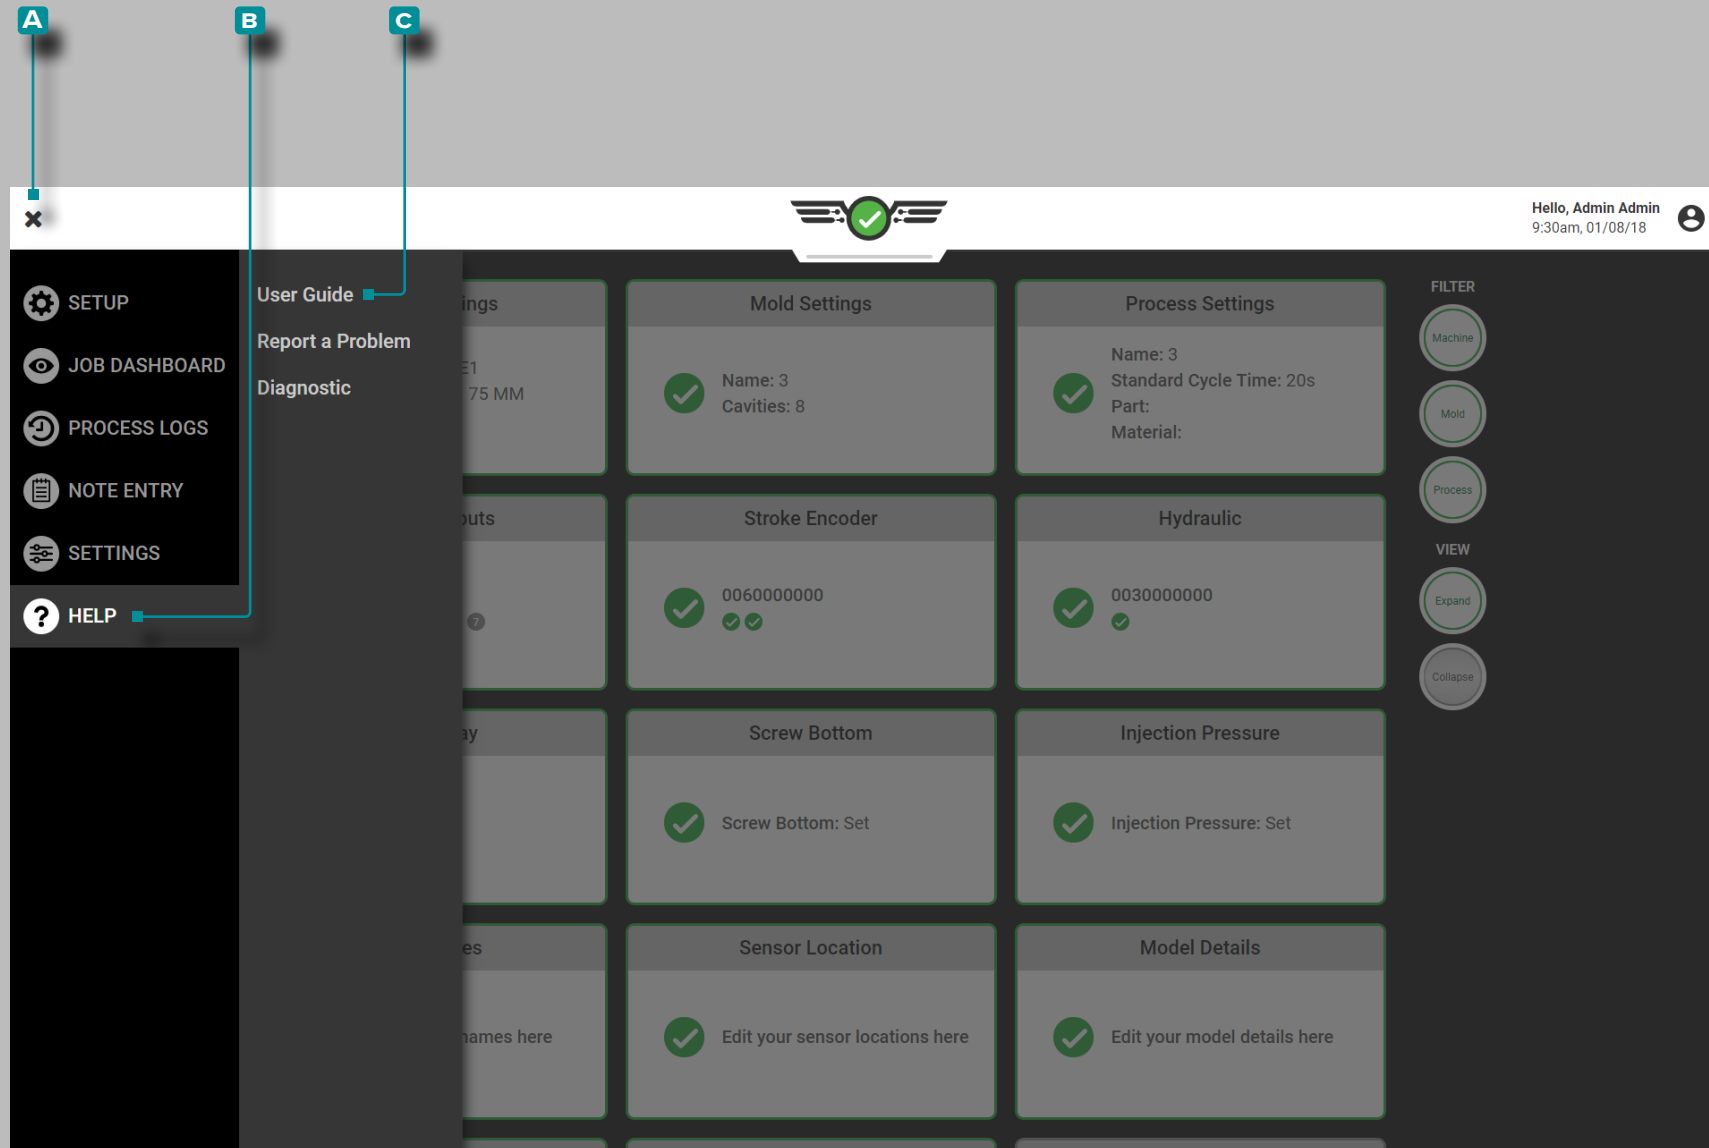 A
B
C
Hello, Admin Admin
9:30am, 01/08/18
SETUP
JOB DASHBOARD
PROCESS LOGS
NOTE ENTRY
SETTINGS
? HELP
User Guide
Report a Problem
Diagnostic
ings
E1
75 MM
Mold Settings
Name: 3
Cavities: 8
Process Settings
Name: 3
Standard Cycle Time: 20s
Part:
Material:
FILTER
Machine
Mold
Process
VIEW
Expand
Collapse
outs
7
Stroke Encoder
0060000000
Hydraulic
0030000000
ay
Screw Bottom
Screw Bottom: Set
Injection Pressure
Injection Pressure: Set
es
names here
Sensor Location
Edit your sensor locations here
Model Details
Edit your model details here